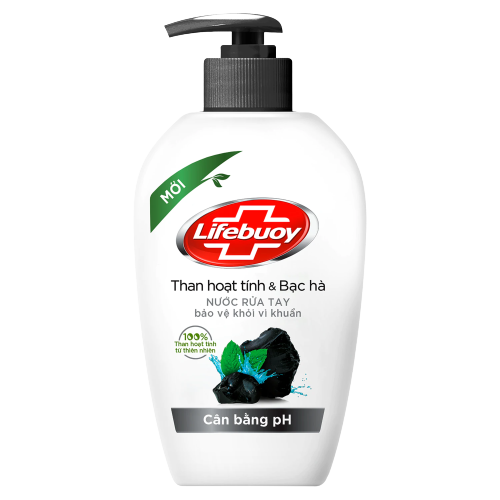 MỚI
Lifebuoy
Than hoạt tính & Bạc hà
NƯỚC RỬA TAY
bảo vệ khỏi vi khuẩn
100%
Than hoạt tính
từ thiên nhiên
Cân bằng pH